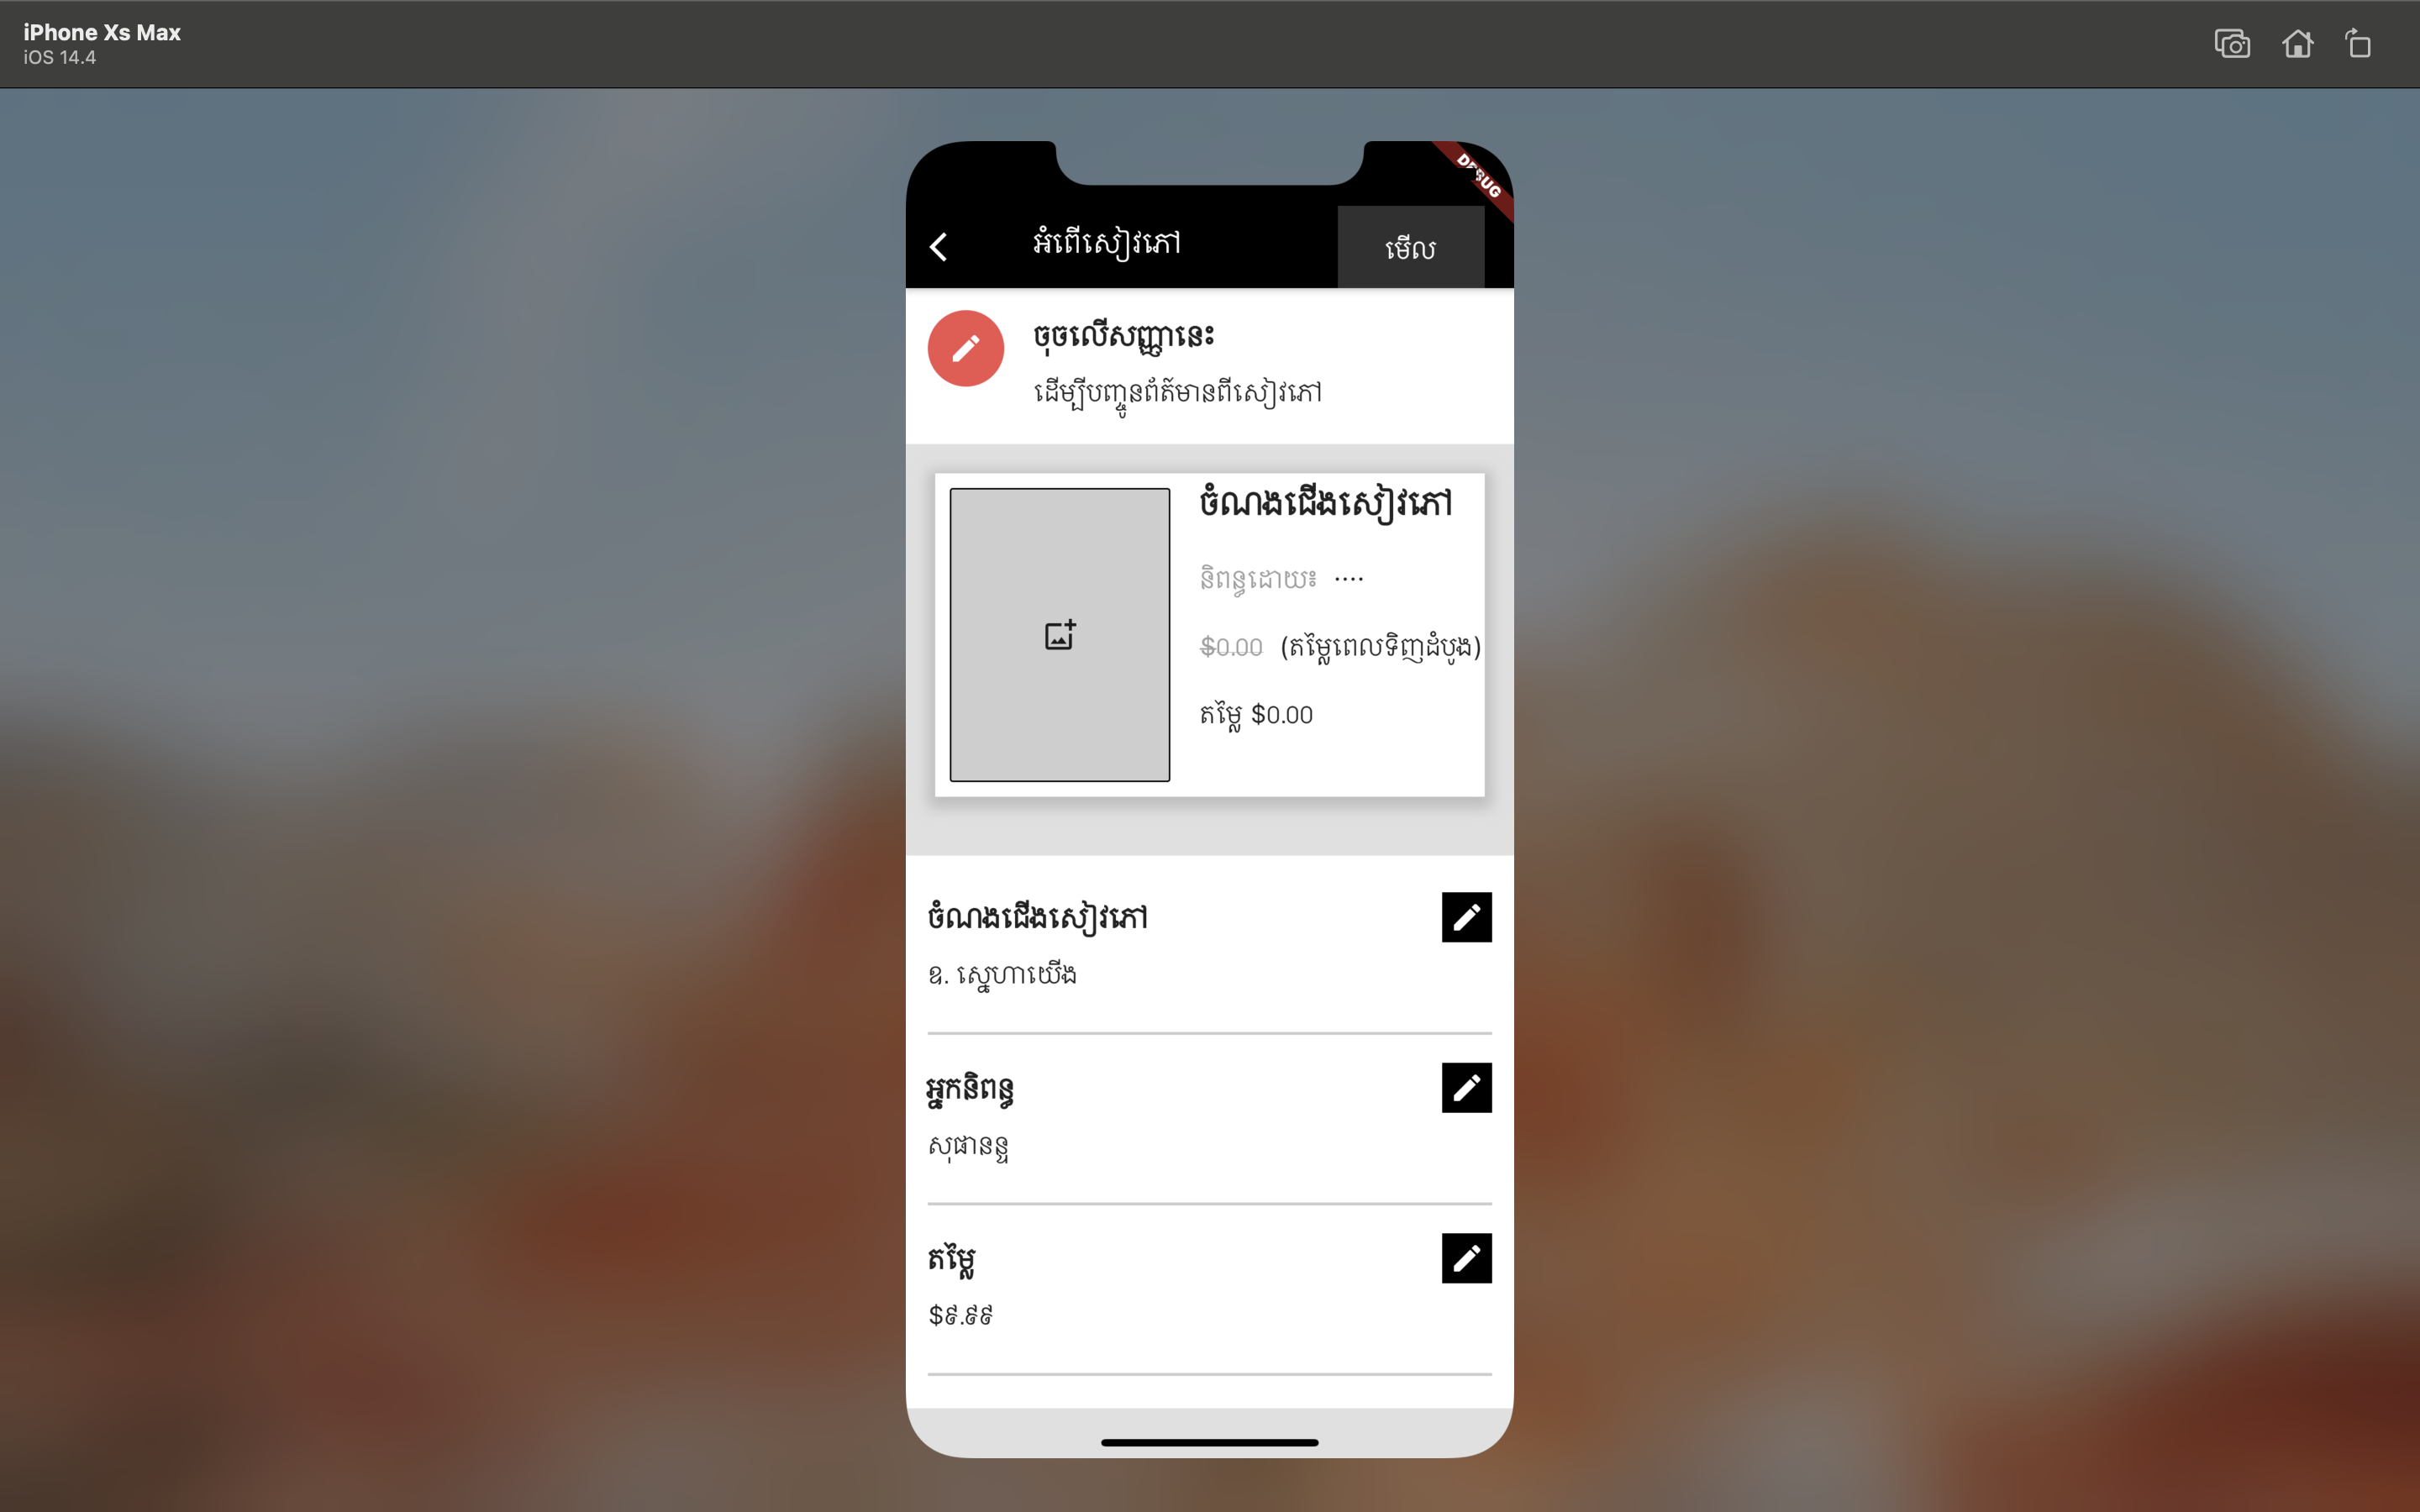 iPhone Xs Max
iOS 14.4
DEBUG
អំពើសៀវភៅ
មើល
ចុចលើសញ្ញានេះ
ដើម្បីបញ្ចូនព័ត៍មានពីសៀវភៅ
ចំណងជើងសៀវភៅ
និពន្ធដោយ៖ ....
$0.00 (តម្លៃពេលទិញដំបូង)
តម្លៃ $0.00
ចំណងជើងសៀវភៅ
ឧ. ស្នេហាយើង
អ្នកនិពន្ធ
សុផានន្ទ
តម្លៃ
$៩.៩៩